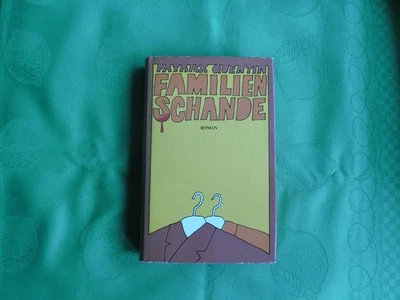 PATRICK QUENTIN
FAMILIEN
SCHANDE
ROMAN